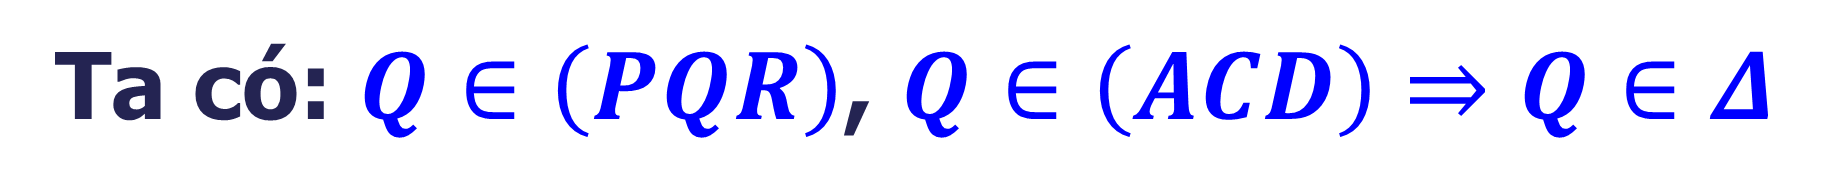 Ta có: Q ∈ (PQR), Q ∈ (ACD) ⇒ Q ∈ Δ